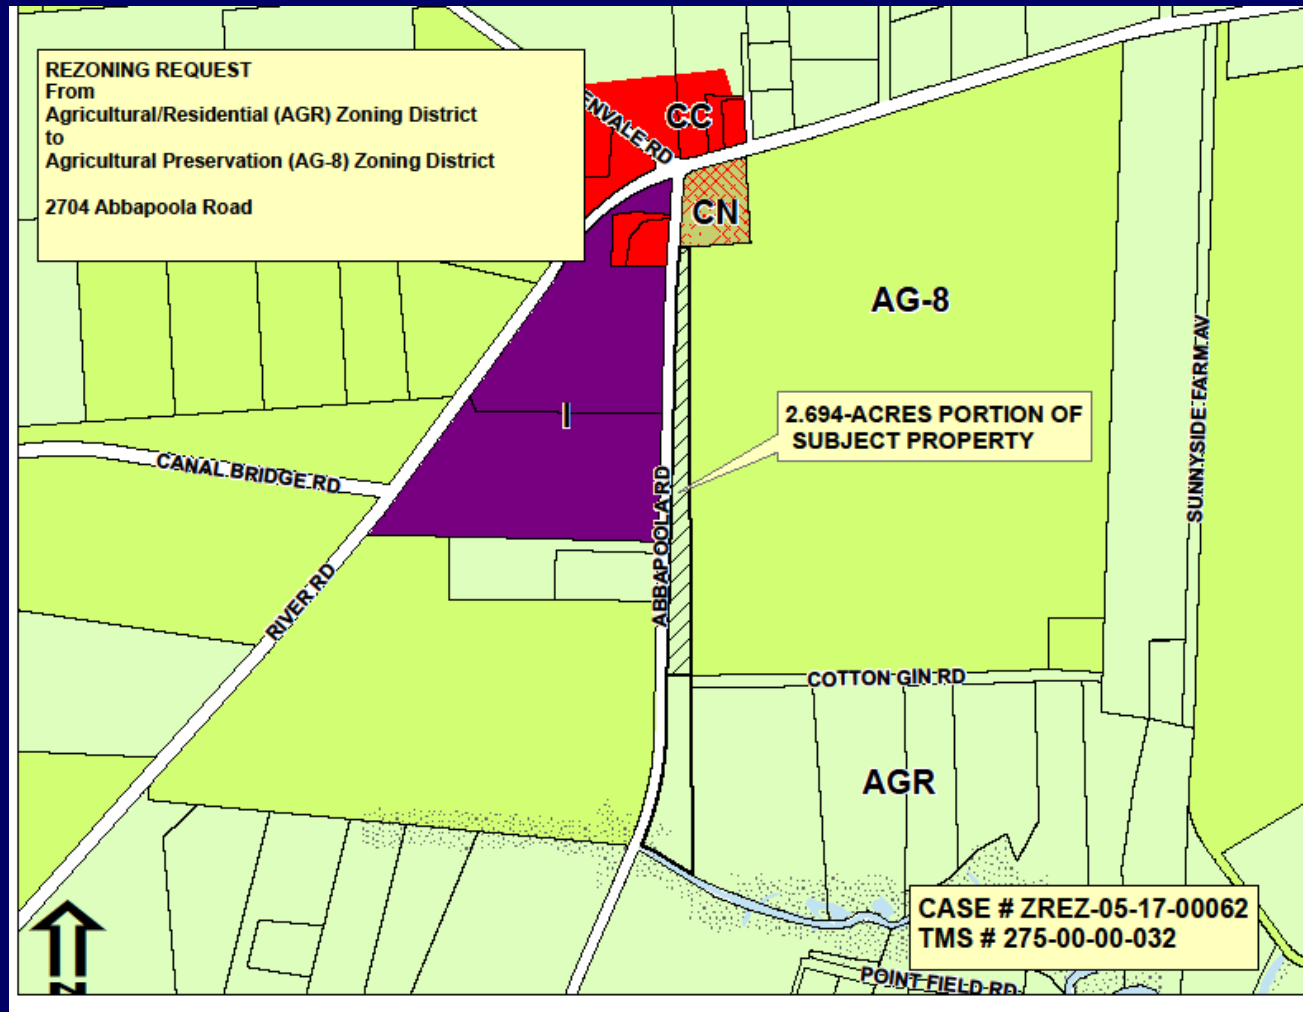 REZONING REQUEST
From
Agricultural/Residential (AGR) Zoning District
to
Agricultural Preservation (AG-8) Zoning District
2704 Abbapoola Road
ENVALE RD
CC
CN
AG-8
I
2.694-ACRES PORTION OF
SUBJECT PROPERTY
SUNNYSIDE FARM AV
CANAL BRIDGE RD
ABBAPOOLA RD
RIVER RD
COTTON GIN RD
AGR
CASE # ZREZ-05-17-00062
TMS # 275-00-00-032
POINT FIELD RD
N